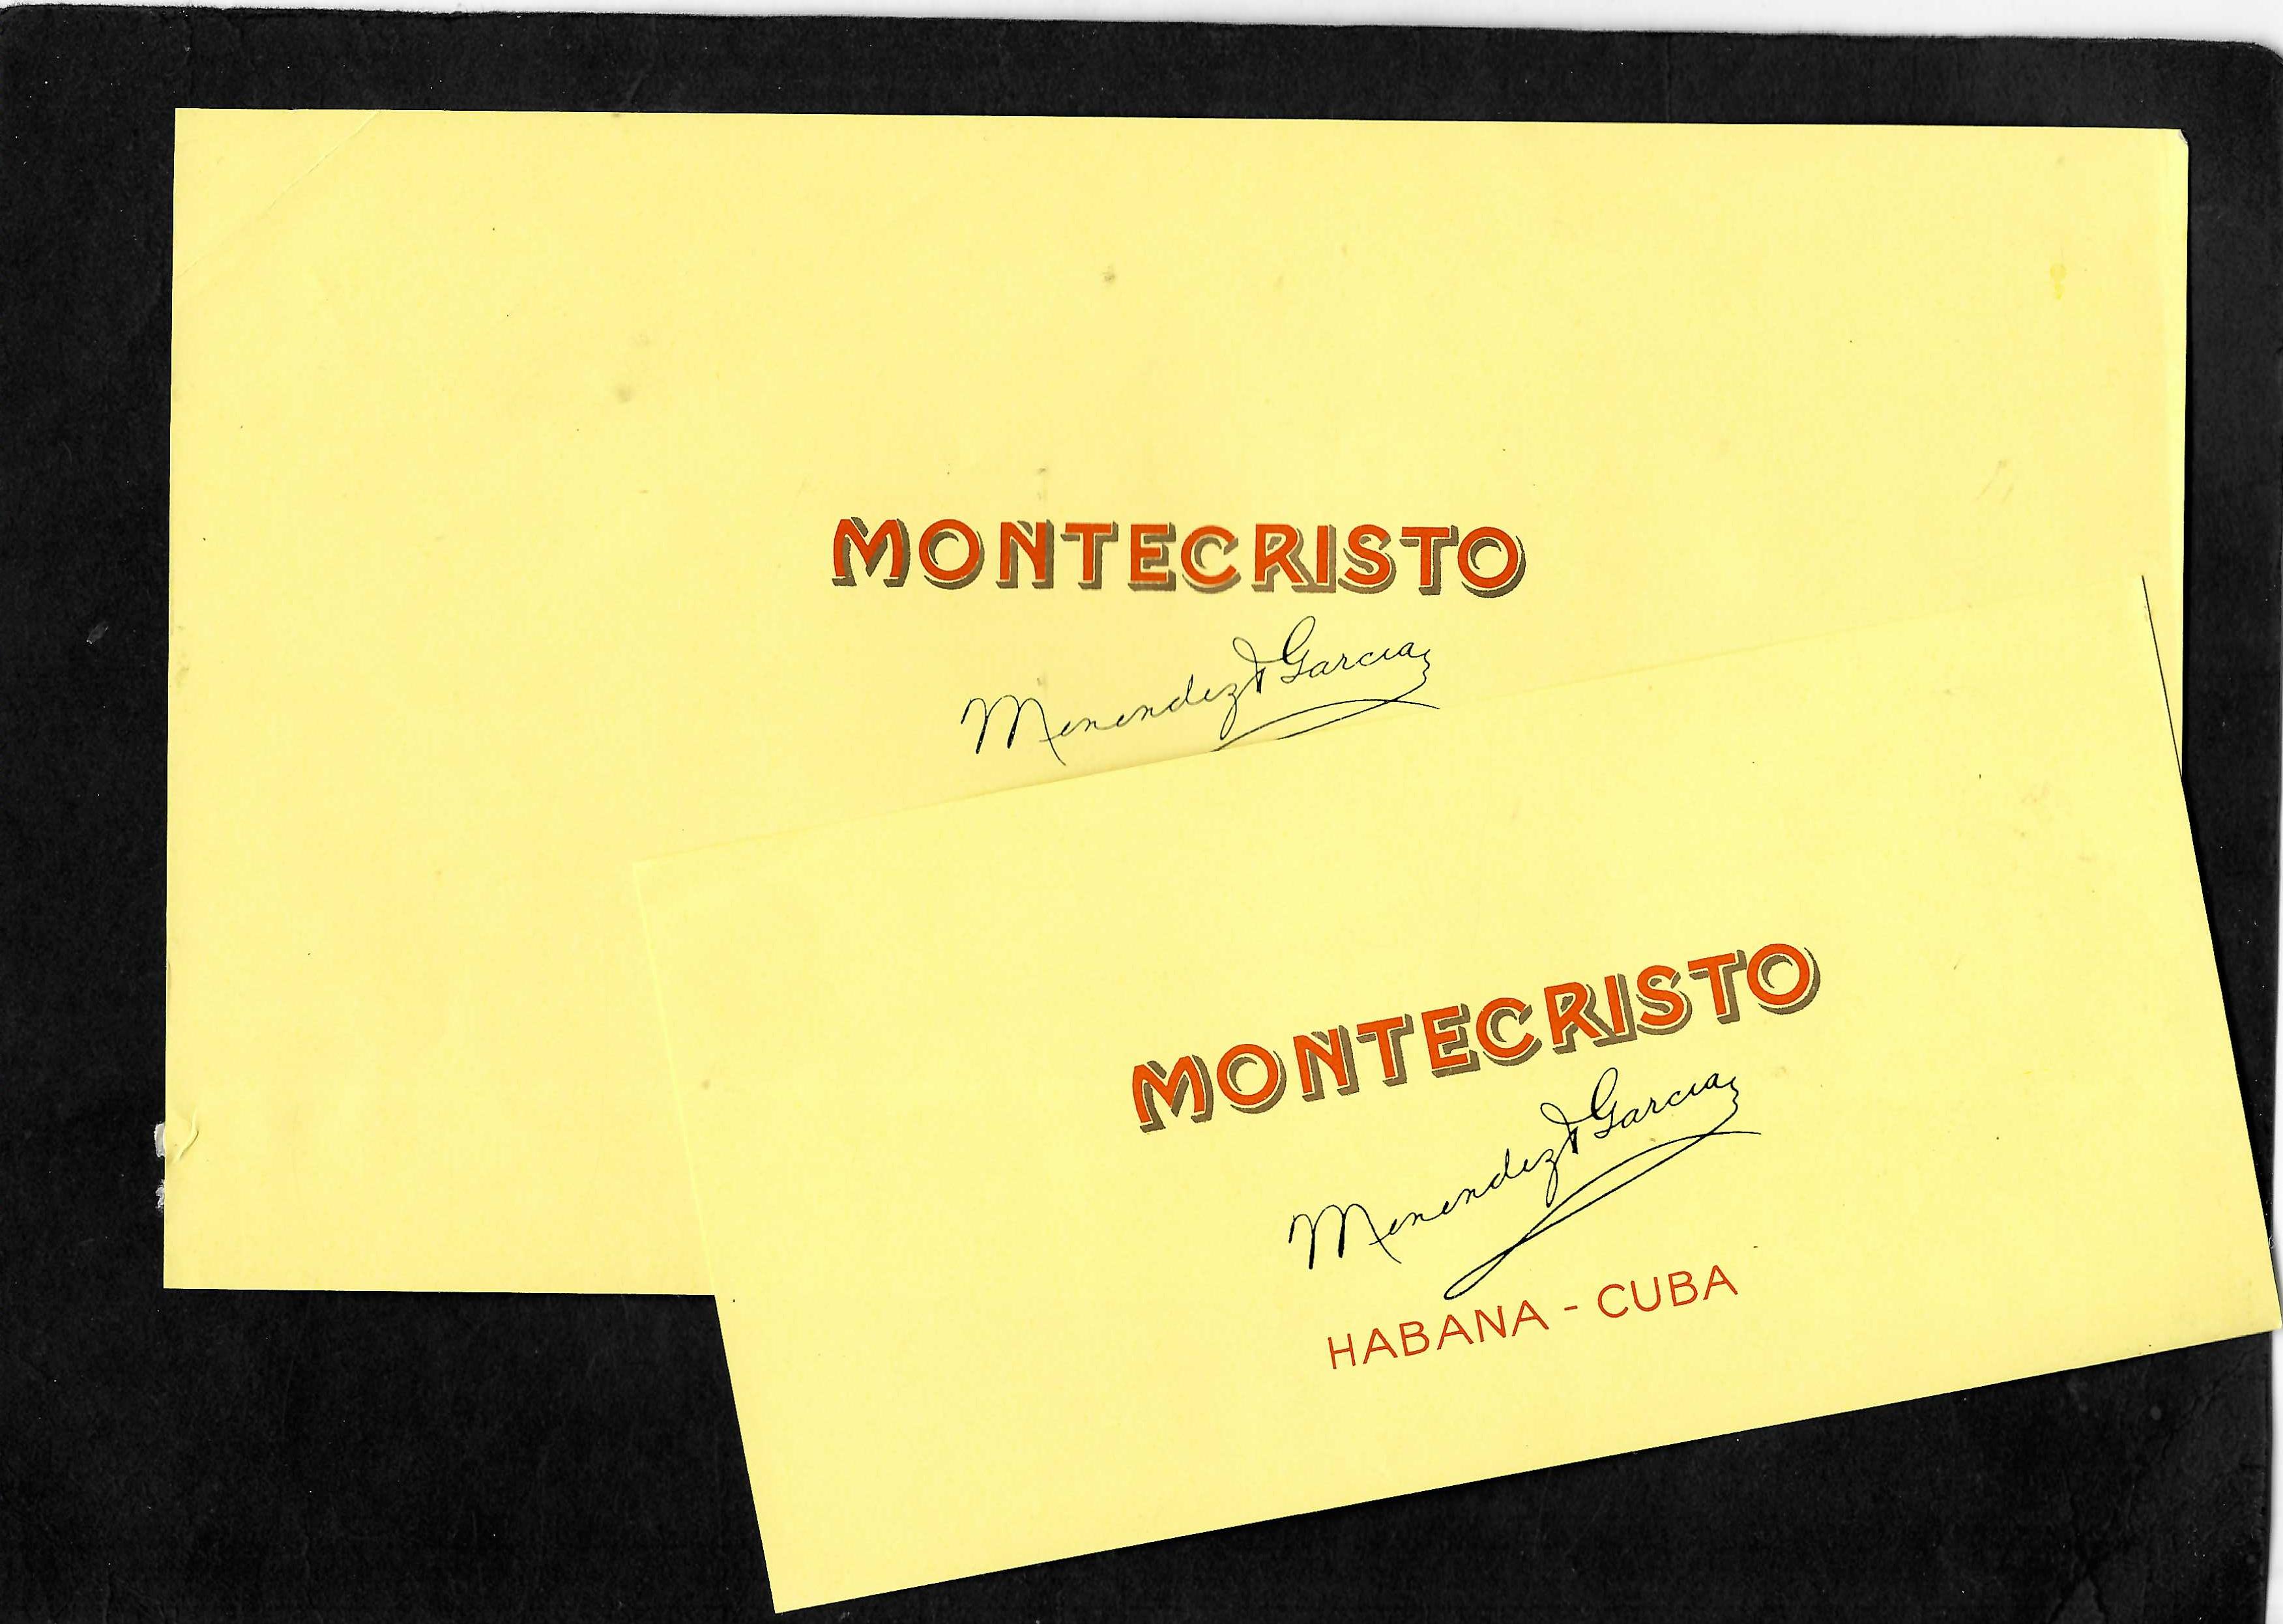 MONTECRISTO
Menendez & Garcia
MONTECRISTO
Menendez & Garcia
HABANA - CUBA